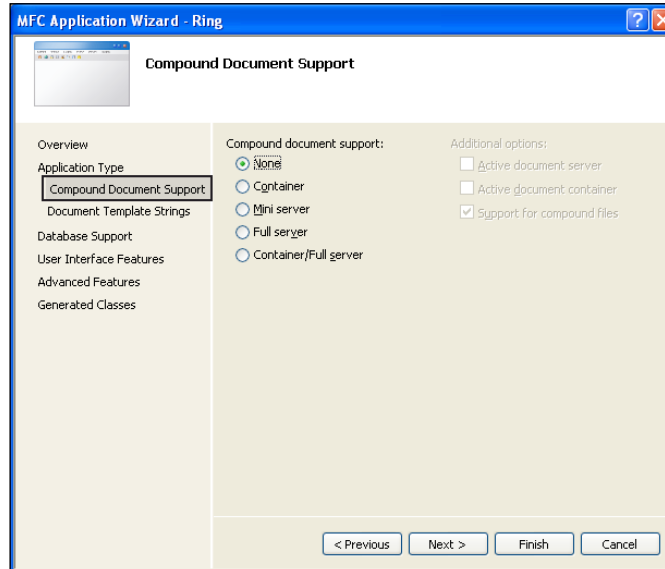 MFC Application Wizard - Ring
Compound Document Support
Overview
Application Type
Compound Document Support
Document Template Strings
Database Support
User Interface Features
Advanced Features
Generated Classes
Compound document support:
None
Container
Mini server
Full server
Container/Full server
Additional options:
Active document server
Active document container
Support for compound files
< Previous
Next >
Finish
Cancel